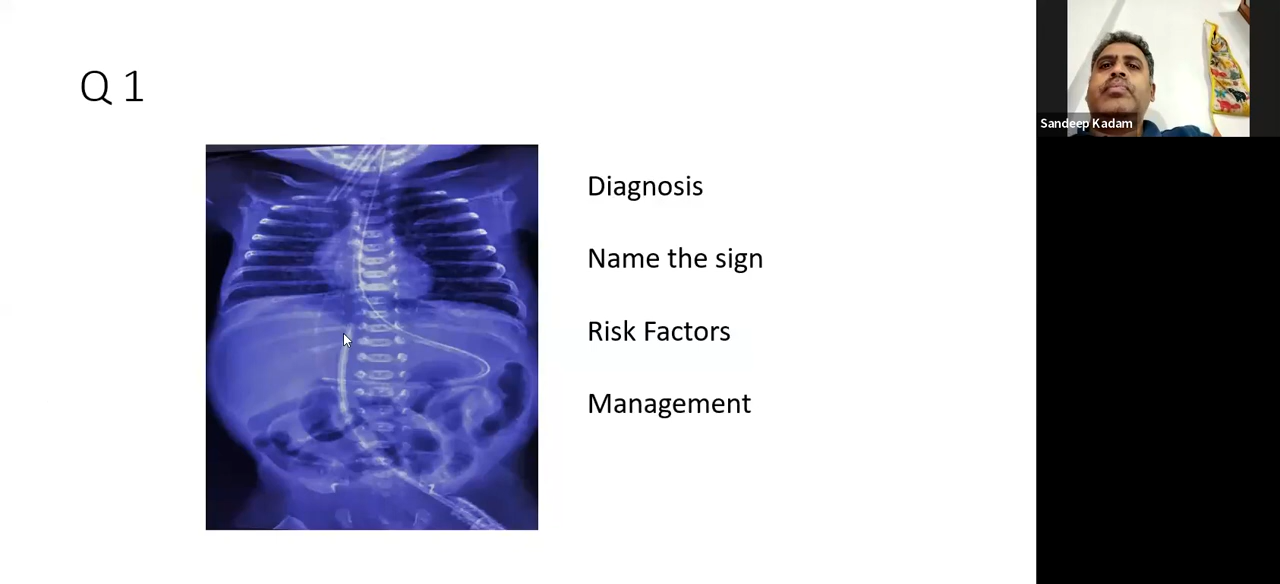 Q 1
Diagnosis
Name the sign
Risk Factors
Management
Sandeep Kadam